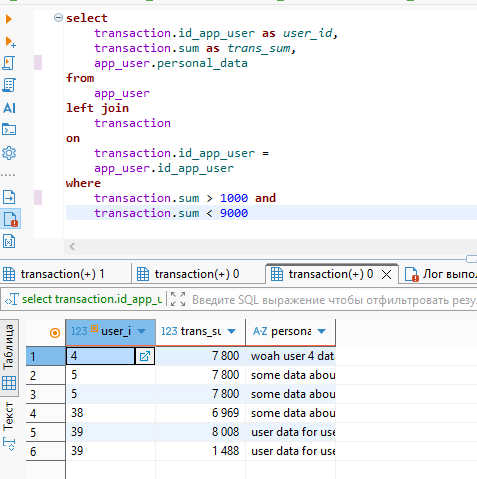 select
transaction.id_app_user as user_id,
transaction.sum as trans_sum,
app_user.personal_data
from
app_user
left join
transaction
on
transaction.id_app_user =
app_user.id_app_user
where
transaction.sum > 1000 and
transaction.sum < 9000
AI
transaction(+) 1
transaction(+) 0
transaction(+) 0
Лог выпол
select transaction.id_app_u
Введите SQL выражение чтобы отфильтровать резу
Таблица
Текст
123 user_i 123 trans_su A-Z persona
1 4 7 800 woah user 4 dat
2 5 7 800 some data abou
3 5 7 800 some data abou
4 38 6 969 some data abou
5 39 8 008 user data for use
6 39 1 488 user data for use